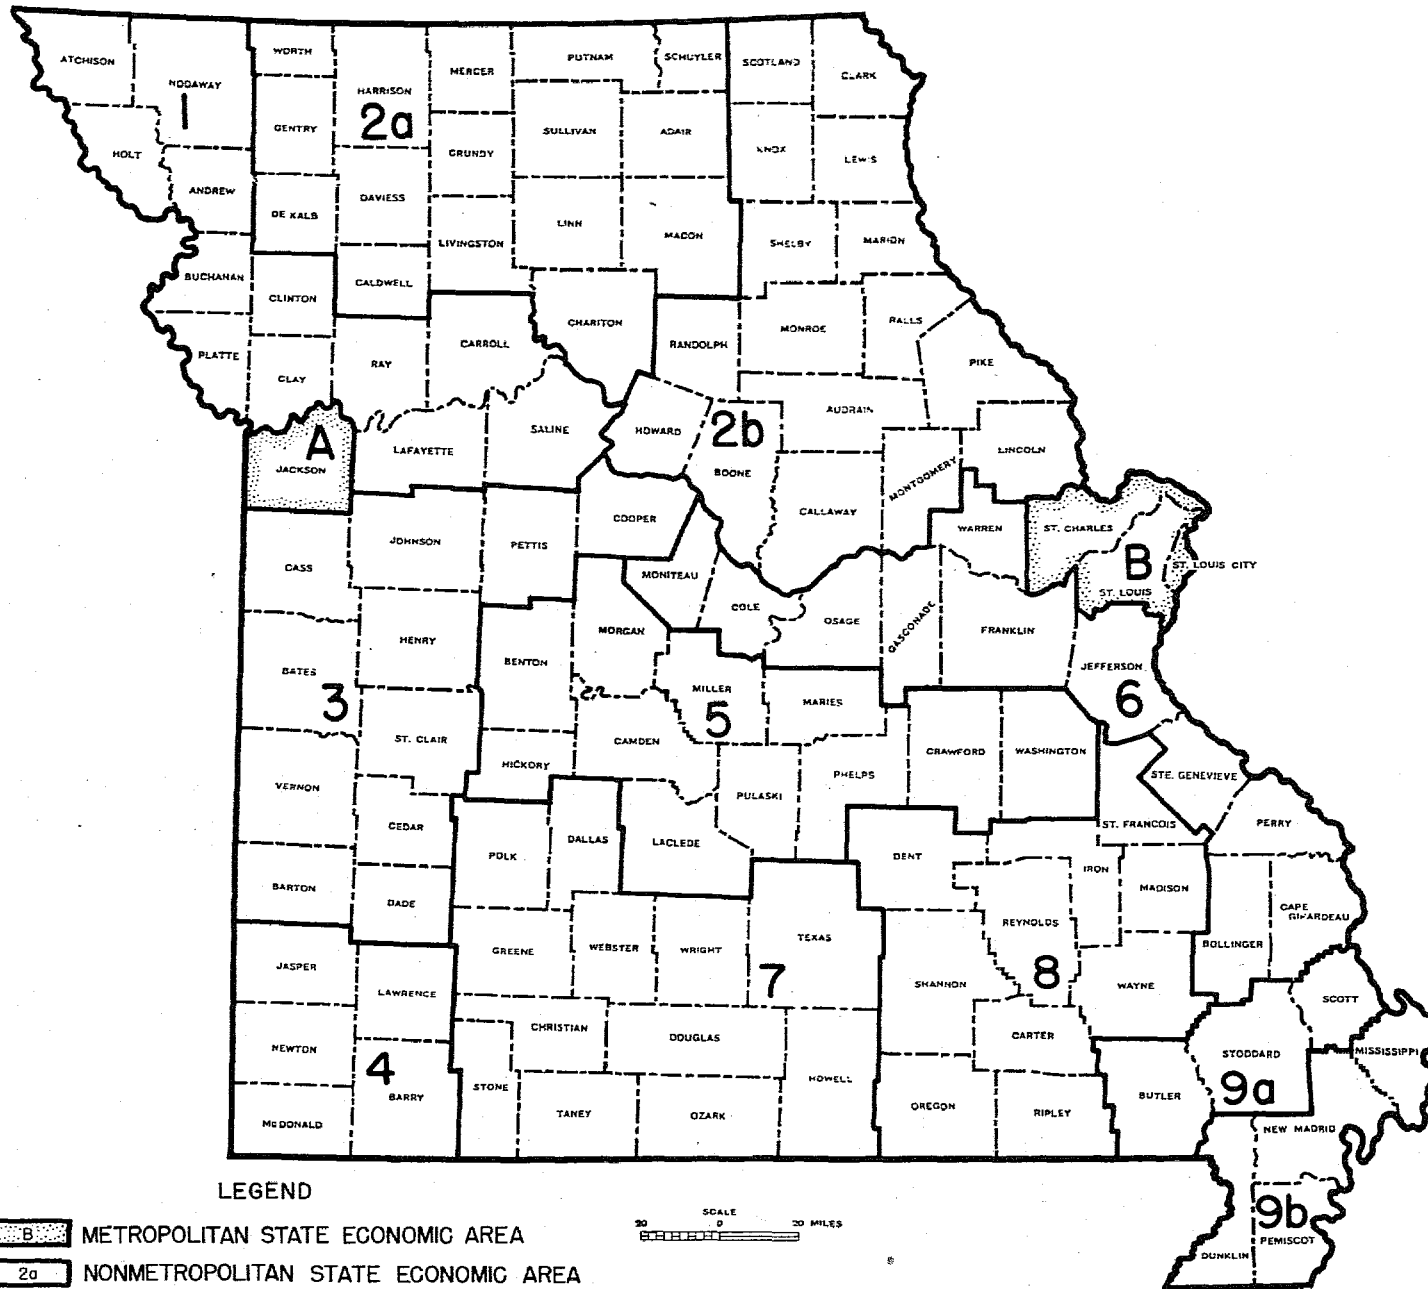 ATCHISON
NODAWAY
WORTH
HARRISON
MERCER
PUTNAM
SCHUYLER
SCOTLAND
CLARK
1
2a
HOLT
GENTRY
GRUNDY
SULLIVAN
ADAIR
KNOX
LEWIS
ANDREW
DE KALB
DAVIESS
LIVINGSTON
LINN
MACON
SHELBY
MARION
BUCHANAN
CLINTON
CALDWELL
CHARITON
RANDOLPH
MONROE
RALLS
PLATTE
CLAY
RAY
CARROLL
PIKE
A
JACKSON
LAFAYETTE
SALINE
HOWARD
2b
BOONE
AUDRAIN
LINCOLN
MONTGOMERY
CALLAWAY
WARREN
ST. CHARLES
B
ST. LOUIS CITY
ST. LOUIS
CASS
JOHNSON
PETTIS
COOPER
MONITEAU
COLE
OSAGE
GASCONADE
FRANKLIN
JEFFERSON
6
HENRY
BENTON
MORGAN
BATES
3
ST. CLAIR
HICKORY
CAMDEN
MILLER
5
MARIES
CRAWFORD
WASHINGTON
STE. GENEVIEVE
VERNON
CEDAR
POLK
DALLAS
LACLEDE
PULASKI
PHELPS
DENT
ST. FRANCOIS
PERRY
BARTON
DADE
IRON
MADISON
REYNOLDS
CAPE GIRARDEAU
BOLLINGER
JASPER
LAWRENCE
GREENE
WEBSTER
WRIGHT
TEXAS
7
SHANNON
8
WAYNE
SCOTT
NEWTON
4
BARRY
CHRISTIAN
DOUGLAS
HOWELL
CARTER
STODDARD
9a
MISSISSIPPI
McDONALD
STONE
TANEY
OZARK
OREGON
RIPLEY
BUTLER
NEW MADRID
9b
PEMISCOT
DUNKLIN
LEGEND
B METROPOLITAN STATE ECONOMIC AREA
2a NONMETROPOLITAN STATE ECONOMIC AREA
SCALE
20 0 20 MILES